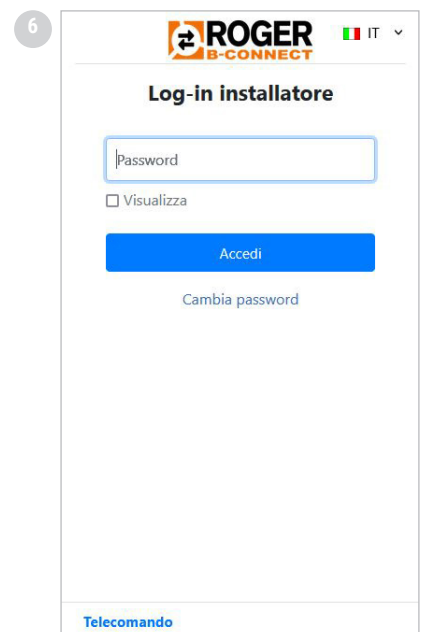 6
ROGER
B-CONNECT
IT
Log-in installatore
Password
Visualizza
Accedi
Cambia password
Telecomando